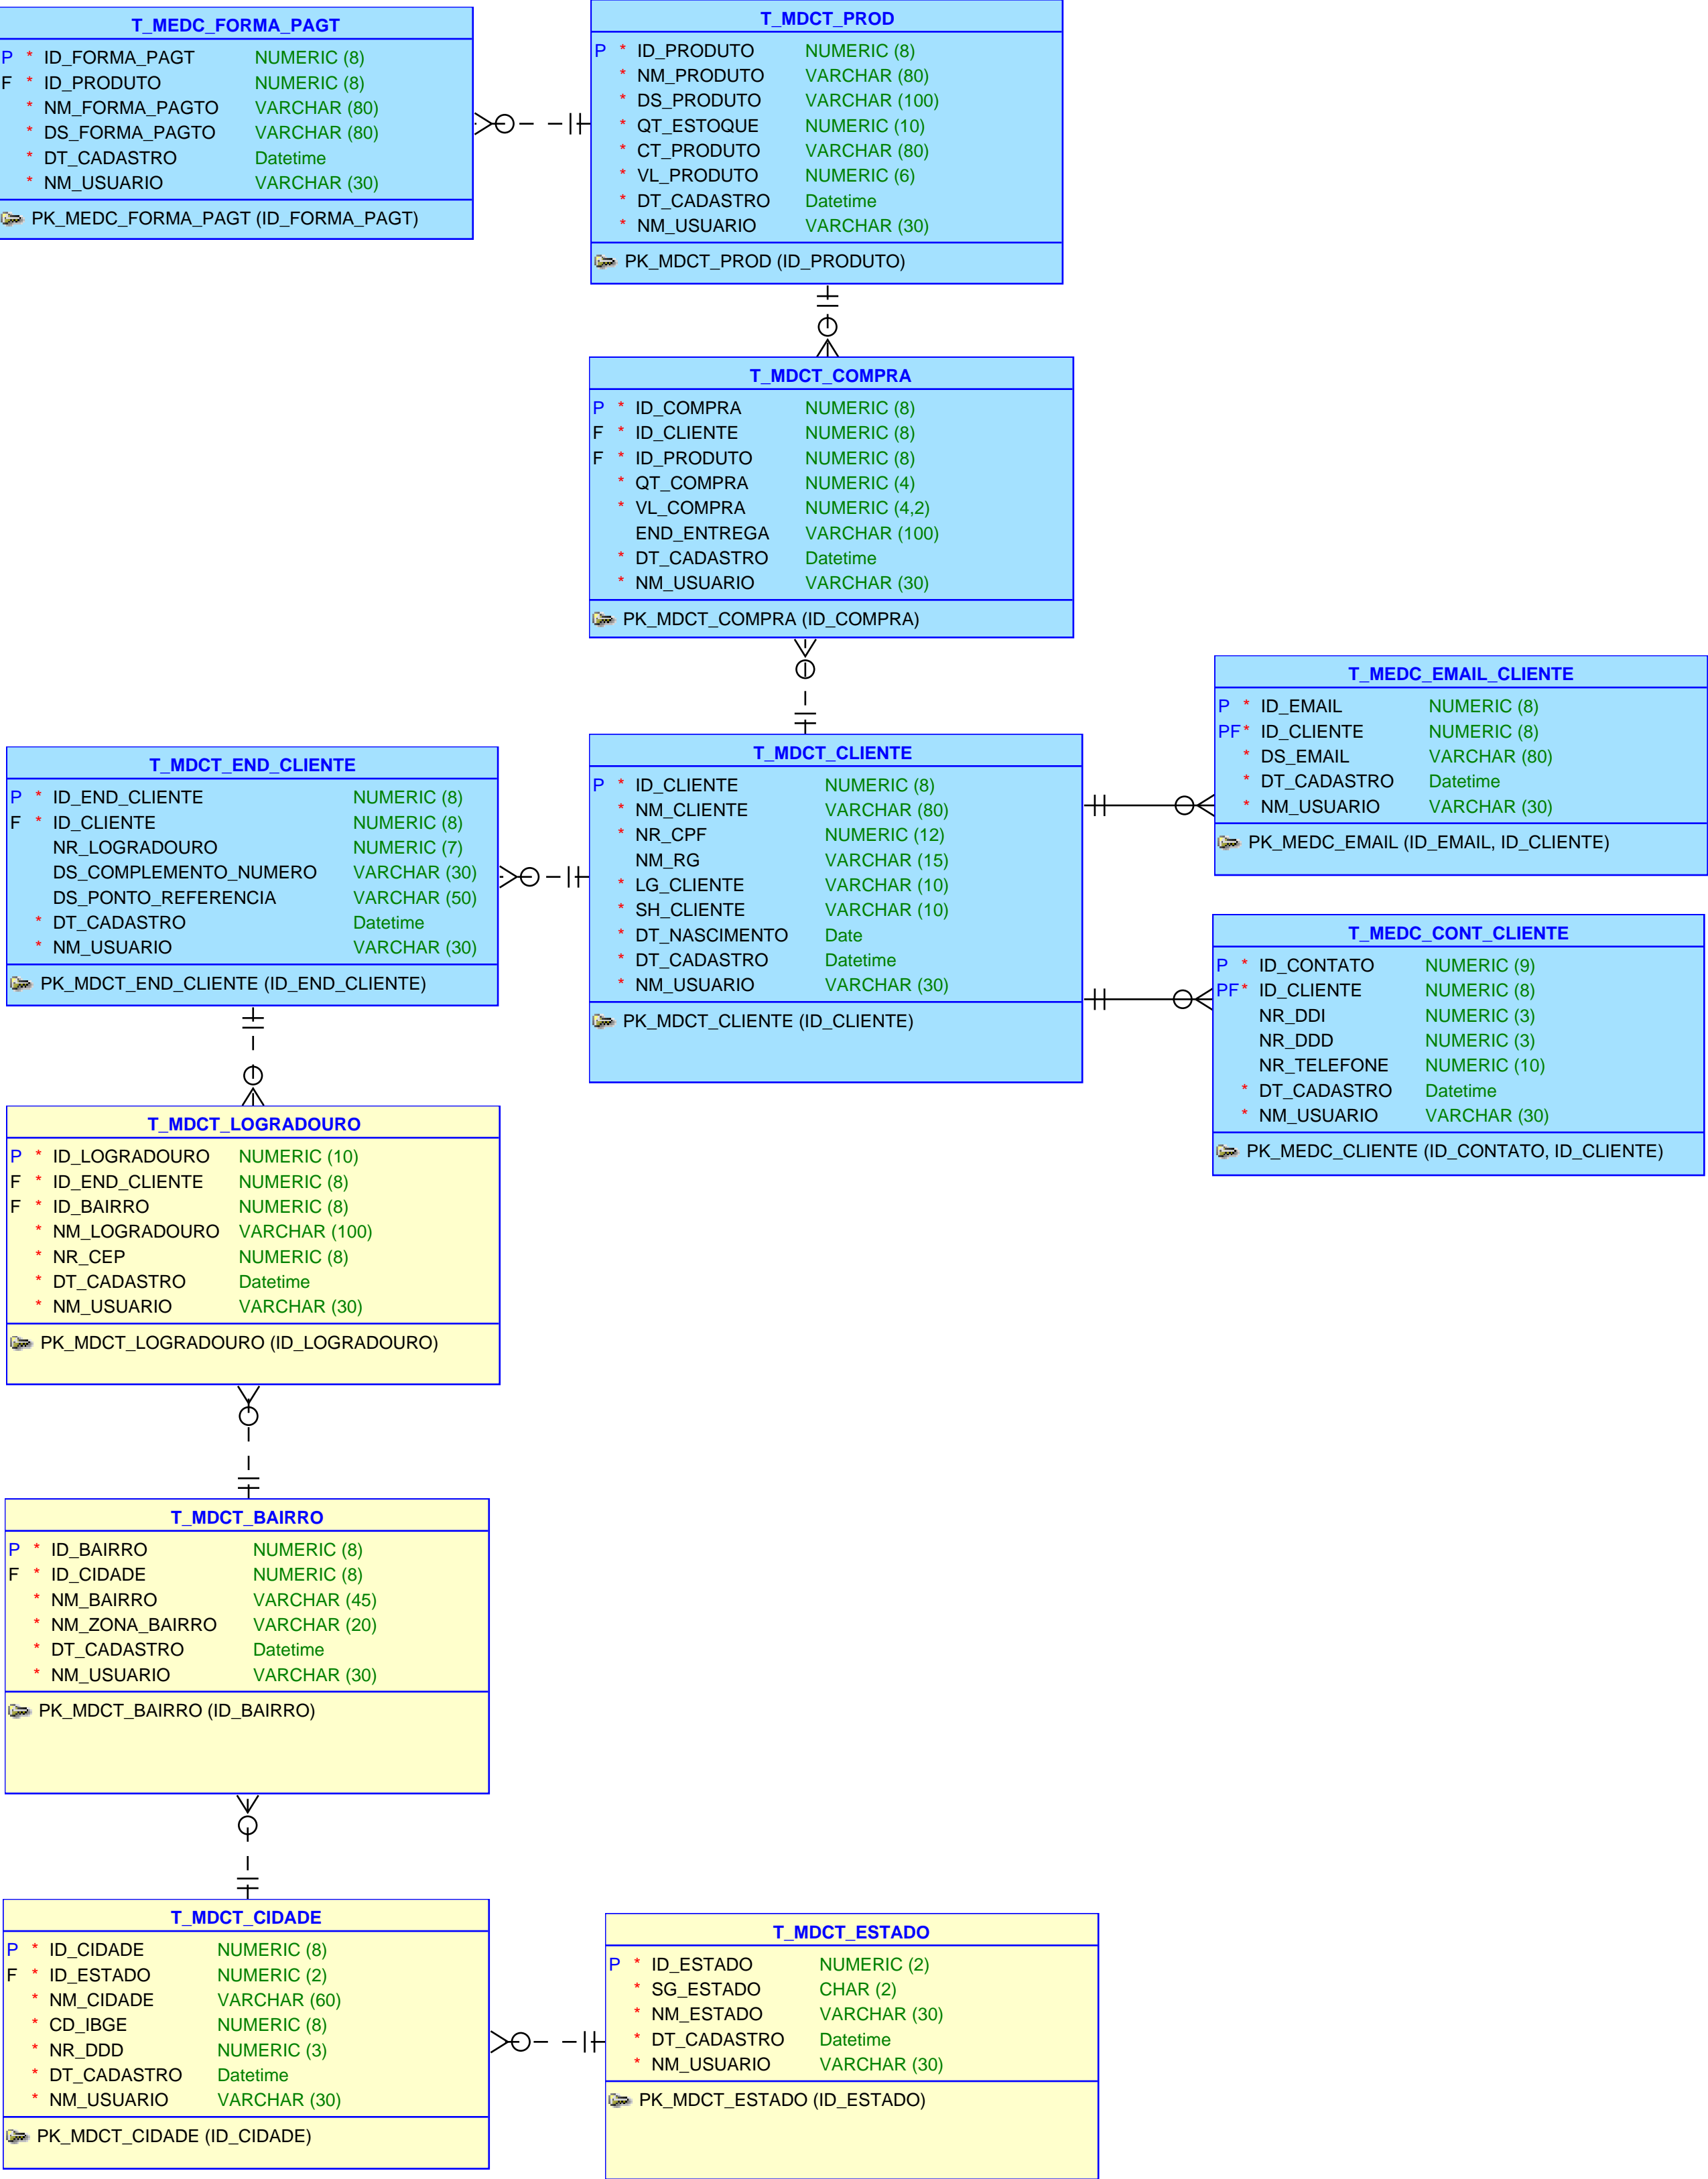 T_MEDC_FORMA_PAGT
P * ID_FORMA_PAGT NUMERIC (8)
F * ID_PRODUTO NUMERIC (8)
* NM_FORMA_PAGTO VARCHAR (80)
* DS_FORMA_PAGTO VARCHAR (80)
* DT_CADASTRO Datetime
* NM_USUARIO VARCHAR (30)
PK_MEDC_FORMA_PAGT (ID_FORMA_PAGT)
T_MDCT_PROD
P * ID_PRODUTO NUMERIC (8)
* NM_PRODUTO VARCHAR (80)
* DS_PRODUTO VARCHAR (100)
* QT_ESTOQUE NUMERIC (10)
* CT_PRODUTO VARCHAR (80)
* VL_PRODUTO NUMERIC (6)
* DT_CADASTRO Datetime
* NM_USUARIO VARCHAR (30)
PK_MDCT_PROD (ID_PRODUTO)
T_MDCT_COMPRA
P * ID_COMPRA NUMERIC (8)
F * ID_CLIENTE NUMERIC (8)
F * ID_PRODUTO NUMERIC (8)
* QT_COMPRA NUMERIC (4)
* VL_COMPRA NUMERIC (4,2)
END_ENTREGA VARCHAR (100)
* DT_CADASTRO Datetime
* NM_USUARIO VARCHAR (30)
PK_MDCT_COMPRA (ID_COMPRA)
T_MEDC_EMAIL_CLIENTE
P * ID_EMAIL NUMERIC (8)
PF * ID_CLIENTE NUMERIC (8)
* DS_EMAIL VARCHAR (80)
* DT_CADASTRO Datetime
* NM_USUARIO VARCHAR (30)
PK_MEDC_EMAIL (ID_EMAIL, ID_CLIENTE)
T_MDCT_END_CLIENTE
P * ID_END_CLIENTE NUMERIC (8)
F * ID_CLIENTE NUMERIC (8)
NR_LOGRADOURO NUMERIC (7)
DS_COMPLEMENTO_NUMERO VARCHAR (30)
DS_PONTO_REFERENCIA VARCHAR (50)
* DT_CADASTRO Datetime
* NM_USUARIO VARCHAR (30)
PK_MDCT_END_CLIENTE (ID_END_CLIENTE)
T_MDCT_CLIENTE
P * ID_CLIENTE NUMERIC (8)
* NM_CLIENTE VARCHAR (80)
* NR_CPF NUMERIC (12)
NM_RG VARCHAR (15)
* LG_CLIENTE VARCHAR (10)
* SH_CLIENTE VARCHAR (10)
* DT_NASCIMENTO Date
* DT_CADASTRO Datetime
* NM_USUARIO VARCHAR (30)
PK_MDCT_CLIENTE (ID_CLIENTE)
T_MEDC_CONT_CLIENTE
P * ID_CONTATO NUMERIC (9)
PF * ID_CLIENTE NUMERIC (8)
NR_DDI NUMERIC (3)
NR_DDD NUMERIC (3)
NR_TELEFONE NUMERIC (10)
* DT_CADASTRO Datetime
* NM_USUARIO VARCHAR (30)
PK_MEDC_CLIENTE (ID_CONTATO, ID_CLIENTE)
T_MDCT_LOGRADOURO
P * ID_LOGRADOURO NUMERIC (10)
F * ID_END_CLIENTE NUMERIC (8)
F * ID_BAIRRO NUMERIC (8)
* NM_LOGRADOURO VARCHAR (100)
* NR_CEP NUMERIC (8)
* DT_CADASTRO Datetime
* NM_USUARIO VARCHAR (30)
PK_MDCT_LOGRADOURO (ID_LOGRADOURO)
T_MDCT_BAIRRO
P * ID_BAIRRO NUMERIC (8)
F * ID_CIDADE NUMERIC (8)
* NM_BAIRRO VARCHAR (45)
* NM_ZONA_BAIRRO VARCHAR (20)
* DT_CADASTRO Datetime
* NM_USUARIO VARCHAR (30)
PK_MDCT_BAIRRO (ID_BAIRRO)
T_MDCT_CIDADE
P * ID_CIDADE NUMERIC (8)
F * ID_ESTADO NUMERIC (2)
* NM_CIDADE VARCHAR (60)
* CD_IBGE NUMERIC (8)
* NR_DDD NUMERIC (3)
* DT_CADASTRO Datetime
* NM_USUARIO VARCHAR (30)
PK_MDCT_CIDADE (ID_CIDADE)
T_MDCT_ESTADO
P * ID_ESTADO NUMERIC (2)
* SG_ESTADO CHAR (2)
* NM_ESTADO VARCHAR (30)
* DT_CADASTRO Datetime
* NM_USUARIO VARCHAR (30)
PK_MDCT_ESTADO (ID_ESTADO)